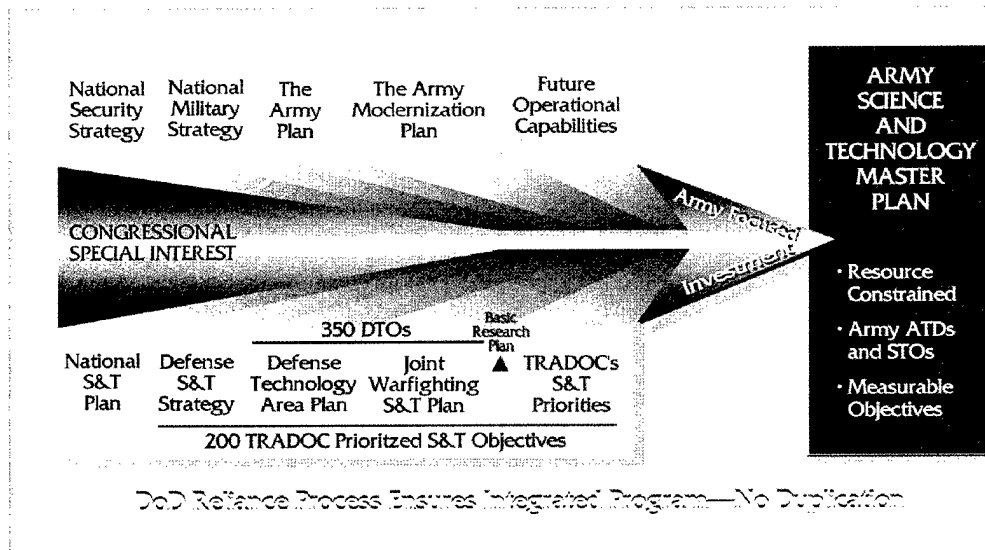 National
Security
Strategy
National
Military
Strategy
The
Army
Plan
The Army
Modernization
Plan
Future
Operational
Capabilities
CONGRESSIONAL
SPECIAL INTEREST
Army Focused
Investment
350 DTOs
Basic
Research
Plan
National
S&T
Plan
Defense
S&T
Strategy
Defense
Technology
Area Plan
Joint
Warfighting
S&T Plan
TRADOC's
S&T
Priorities
200 TRADOC Prioritzed S&T Objectives
ARMY
SCIENCE
AND
TECHNOLOGY
MASTER
PLAN
· Resource
Constrained
· Army ATDs
and STOs
· Measurable
Objectives
DoD Reliance Process Ensures Integrated Program—No Duplication